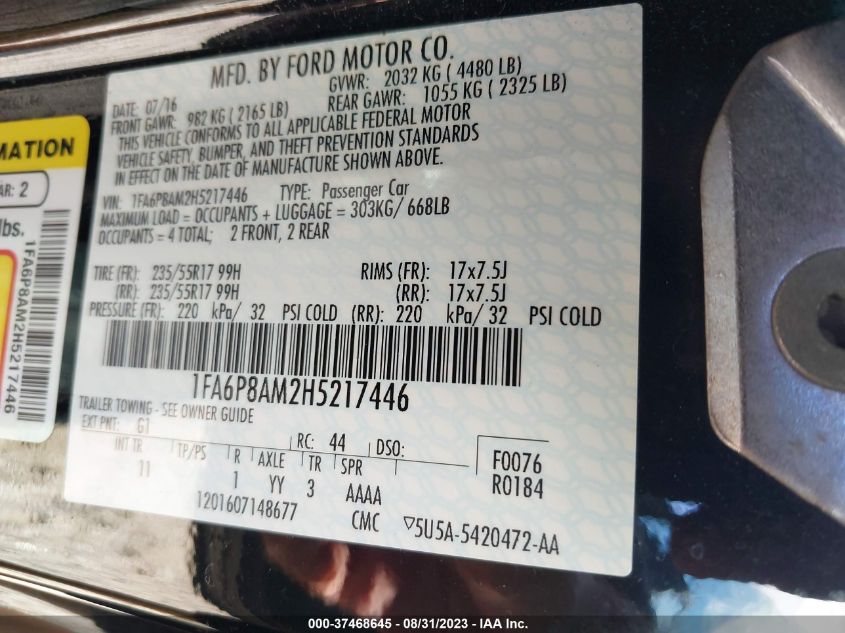 MFD. BY FORD MOTOR CO.
DATE: 07/16 GVWR: 2032 KG ( 4480 LB)
FRONT GAWR: 982 KG ( 2165 LB) REAR GAWR: 1055 KG ( 2325 LB)
THIS VEHICLE CONFORMS TO ALL APPLICABLE FEDERAL MOTOR
VEHICLE SAFETY, BUMPER, AND THEFT PREVENTION STANDARDS
IN EFFECT ON THE DATE OF MANUFACTURE SHOWN ABOVE.
VIN: 1FA6P8AM2H5217446 TYPE: Passenger Car
MAXIMUM LOAD = OCCUPANTS + LUGGAGE = 303KG/ 668LB
OCCUPANTS = 4 TOTAL; 2 FRONT, 2 REAR
TIRE (FR): 235/55R17 99H RIMS (FR): 17x7.5J
(RR): 235/55R17 99H (RR): 17x7.5J
PRESSURE (FR): 220 kPa/ 32 PSI COLD (RR): 220 kPa/ 32 PSI COLD
1FA6P8AM2H5217446
TRAILER TOWING - SEE OWNER GUIDE
EXT PNT: G1 RC: 44 DSO:
INT TR TP/PS R AXLE TR SPR
11 1 YY 3 AAAA
F0076
R0184
1201607148677 CMC ▽5U5A-5420472-AA
MATION
AR: 2
lbs.
1FA6P8AM2H5217446
000-37468645 - 08/31/2023 - IAA Inc.